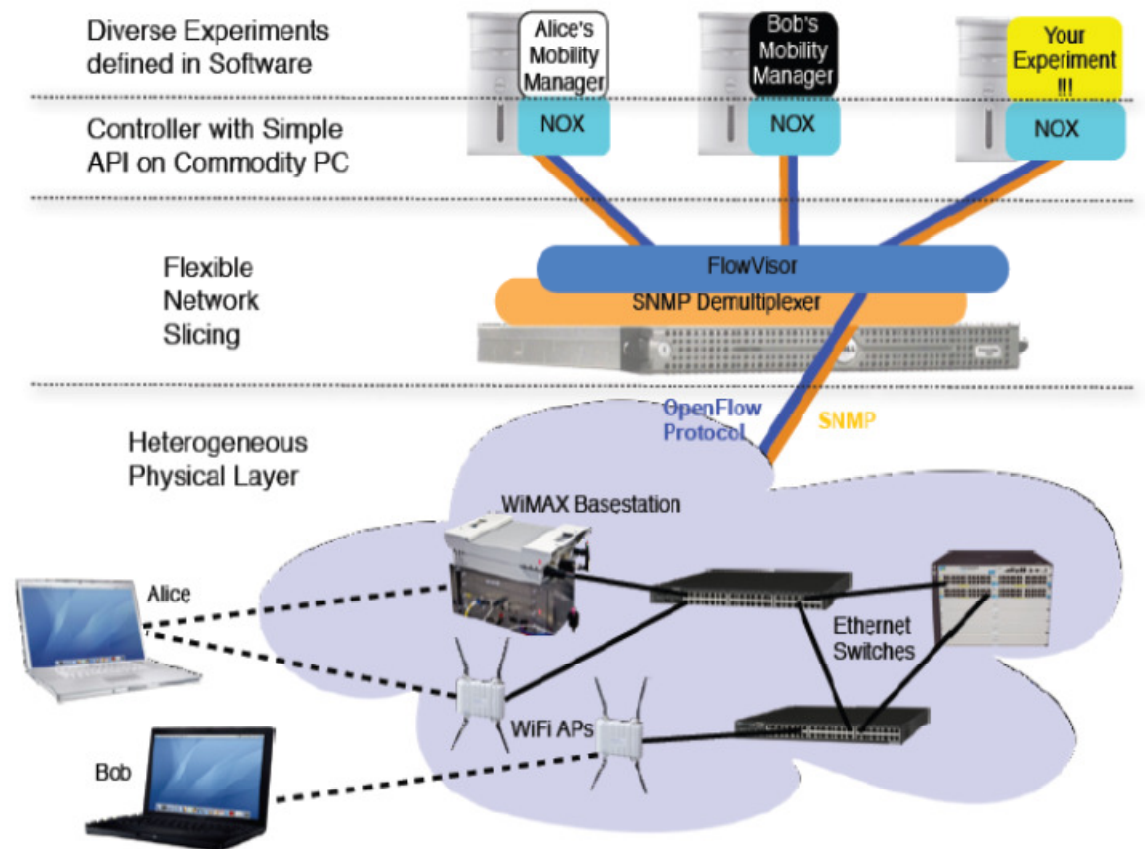 Diverse Experiments
defined in Software
Alice's
Mobility
Manager
Bob's
Mobility
Manager
Your
Experiment
!!!
Controller with Simple
API on Commodity PC
NOX
NOX
NOX
Flexible
Network
Slicing
FlowVisor
SNMP Demultiplexer
OpenFlow
Protocol
SNMP
Heterogeneous
Physical Layer
WiMAX Basestation
Alice
Ethernet
Switches
WiFi APs
Bob